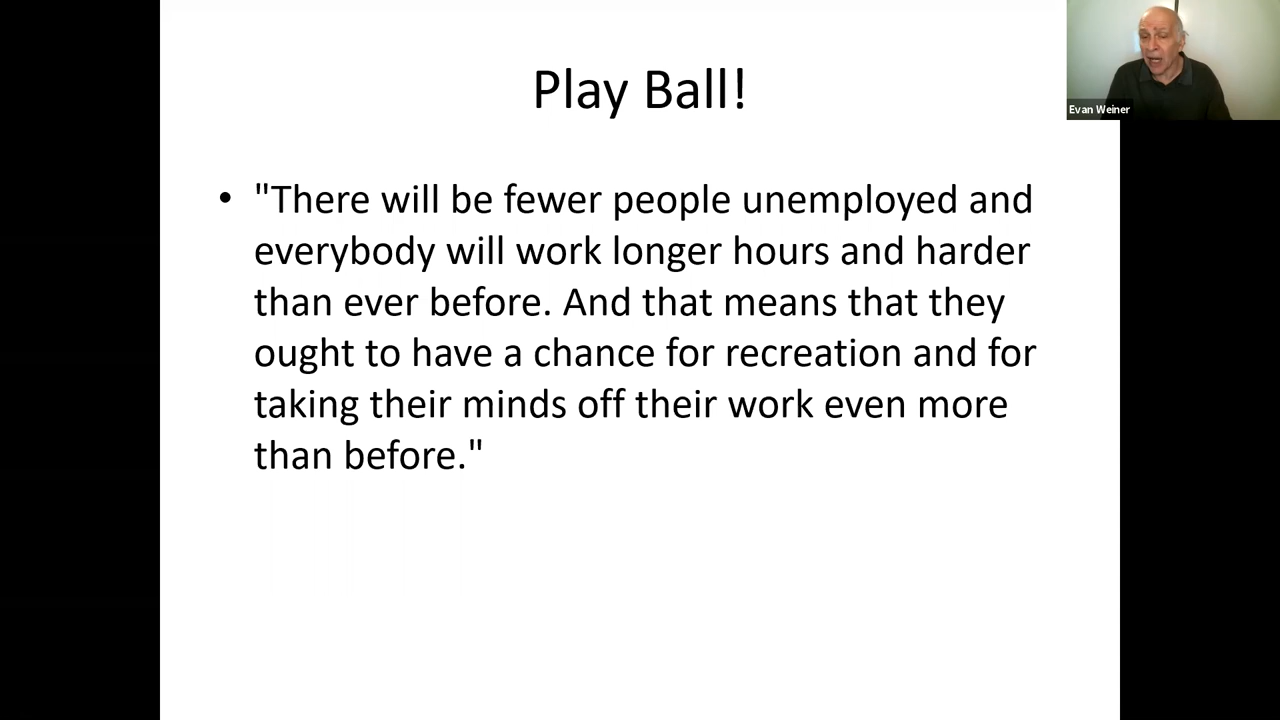 Play Ball!
• "There will be fewer people unemployed and
everybody will work longer hours and harder
than ever before. And that means that they
ought to have a chance for recreation and for
taking their minds off their work even more
than before."
Evan Weiner